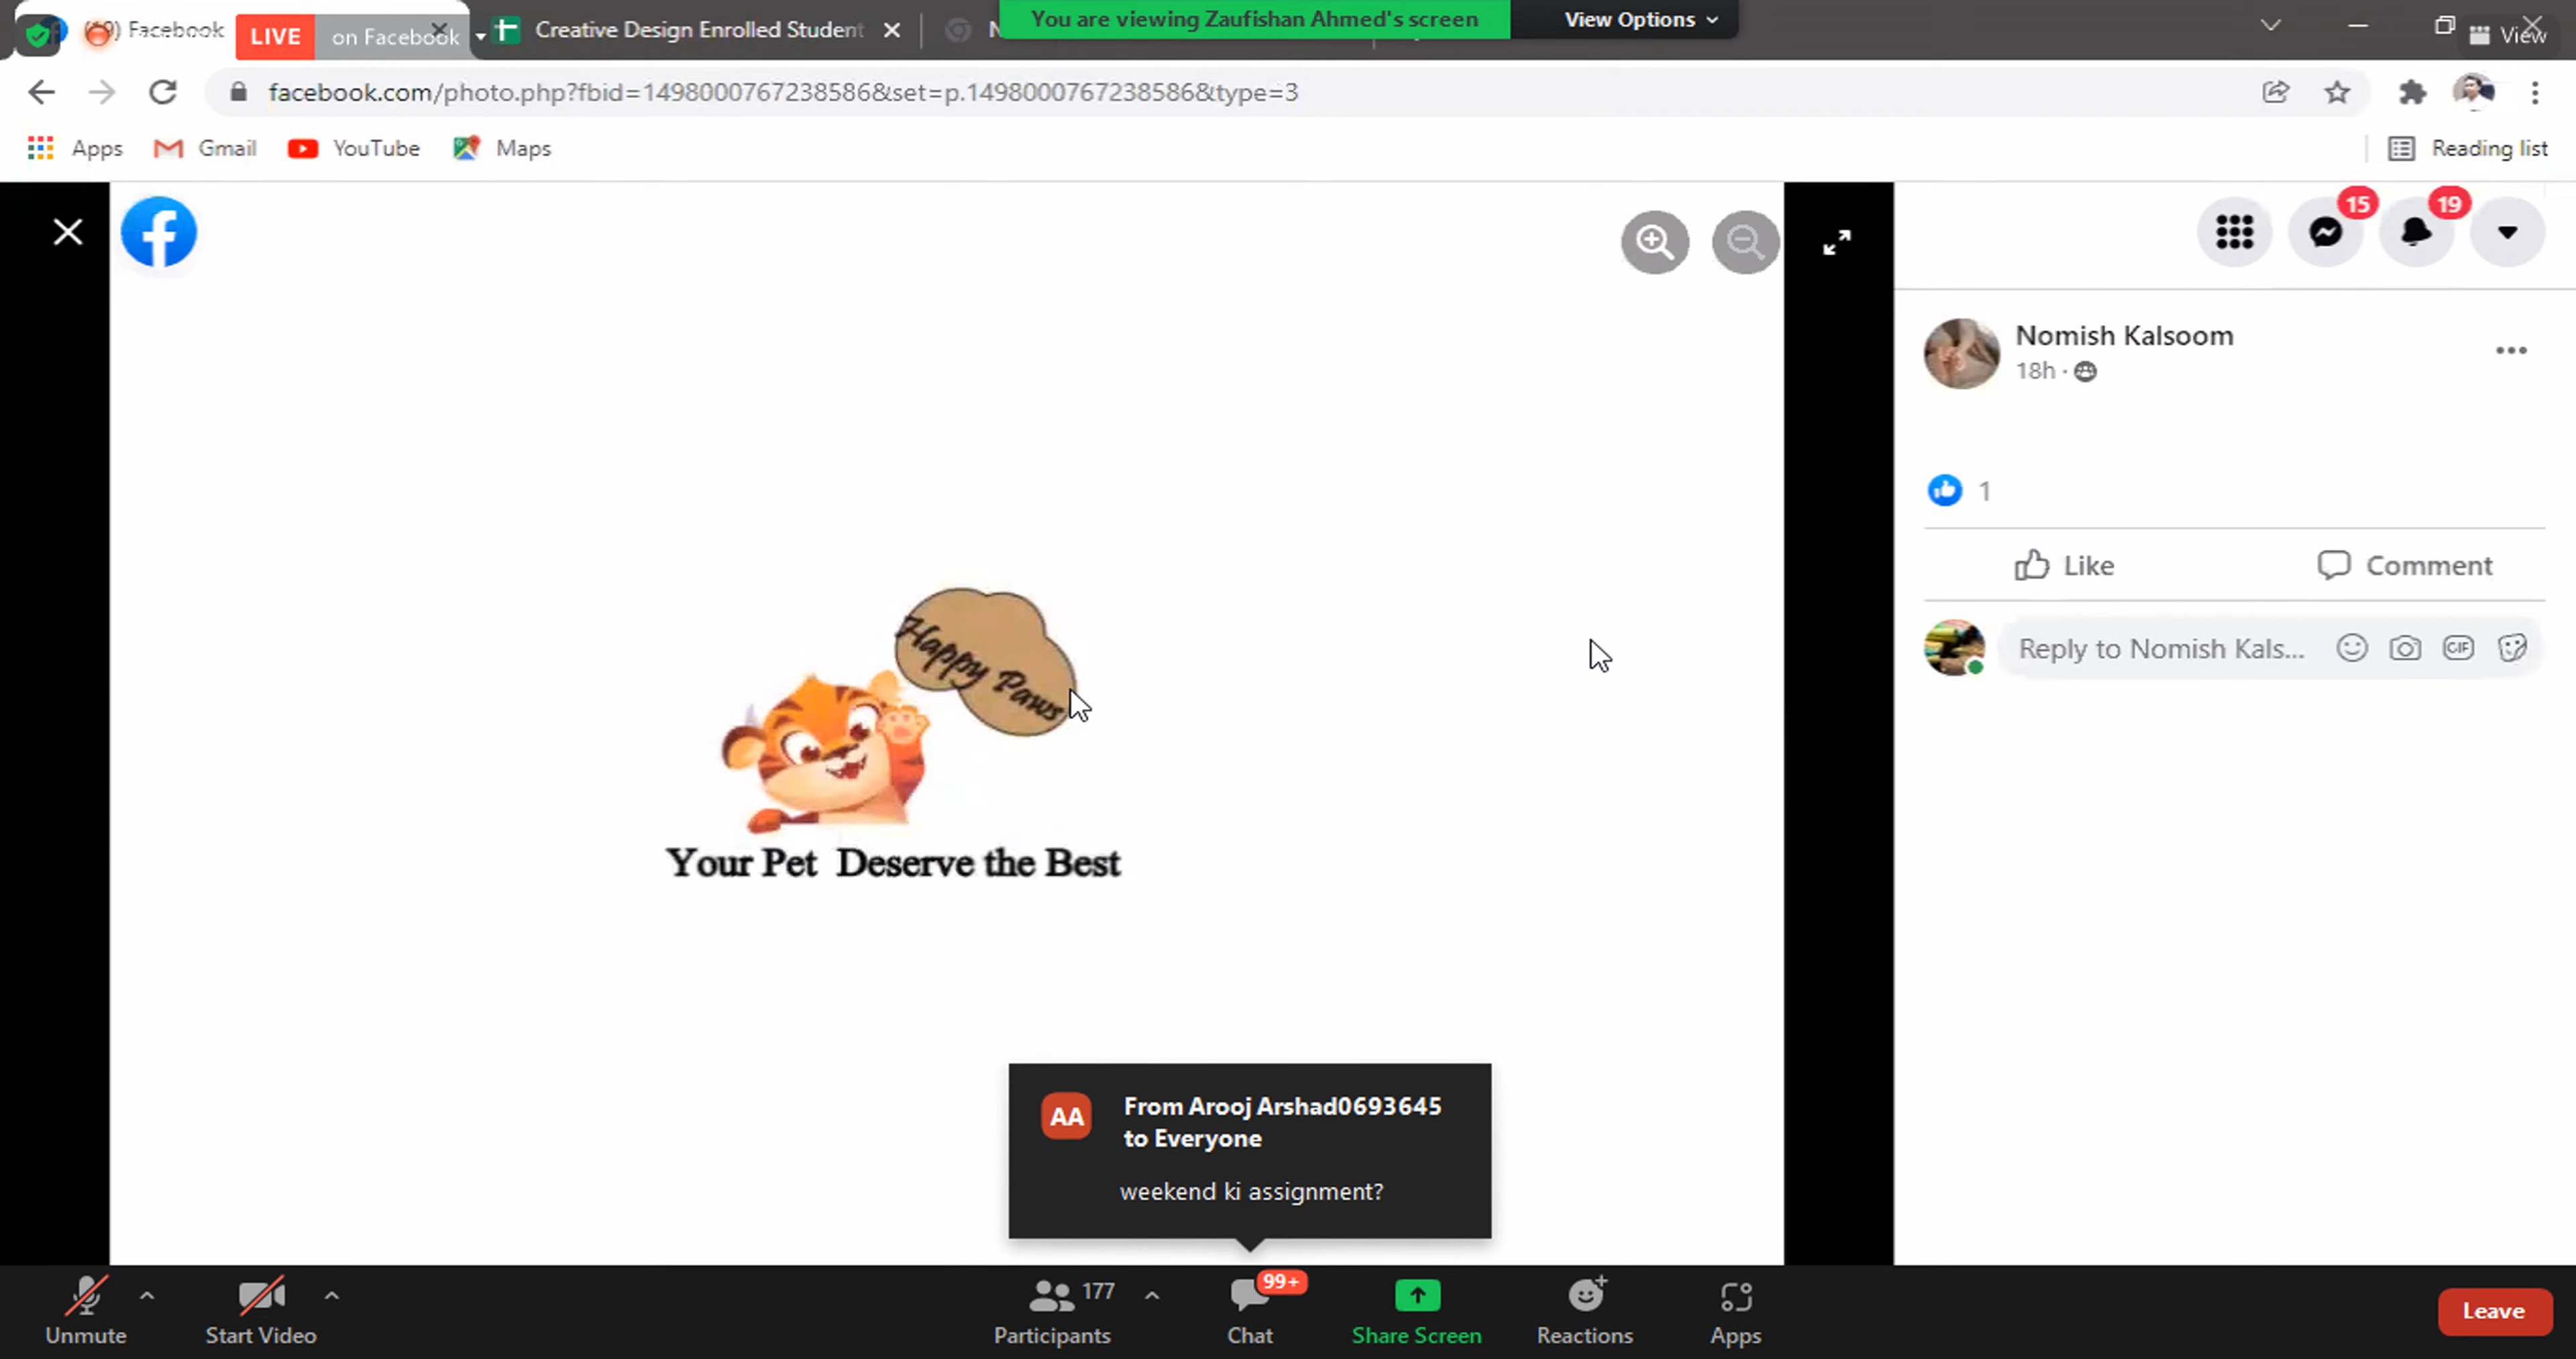 (19) Facebook
LIVE on Facebook
Creative Design Enrolled Student
You are viewing Zaufishan Ahmed's screen
View Options
View
facebook.com/photo.php?fbid=1498000767238586&set=p.1498000767238586&type=3
Apps
Gmail
YouTube
Maps
Reading list
15
19
Nomish Kalsoom
18h ·
1
Like
Comment
Reply to Nomish Kals...
GIF
Happy Paws
Your Pet Deserve the Best
AA
From Arooj Arshad0693645
to Everyone
weekend ki assignment?
Unmute
Start Video
177
Participants
99+
Chat
Share Screen
Reactions
Apps
Leave